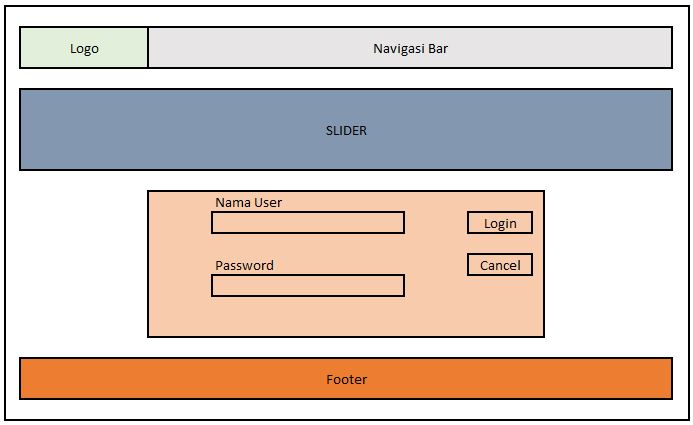 Logo
Navigasi Bar
SLIDER
Nama User
Login
Cancel
Password
Footer